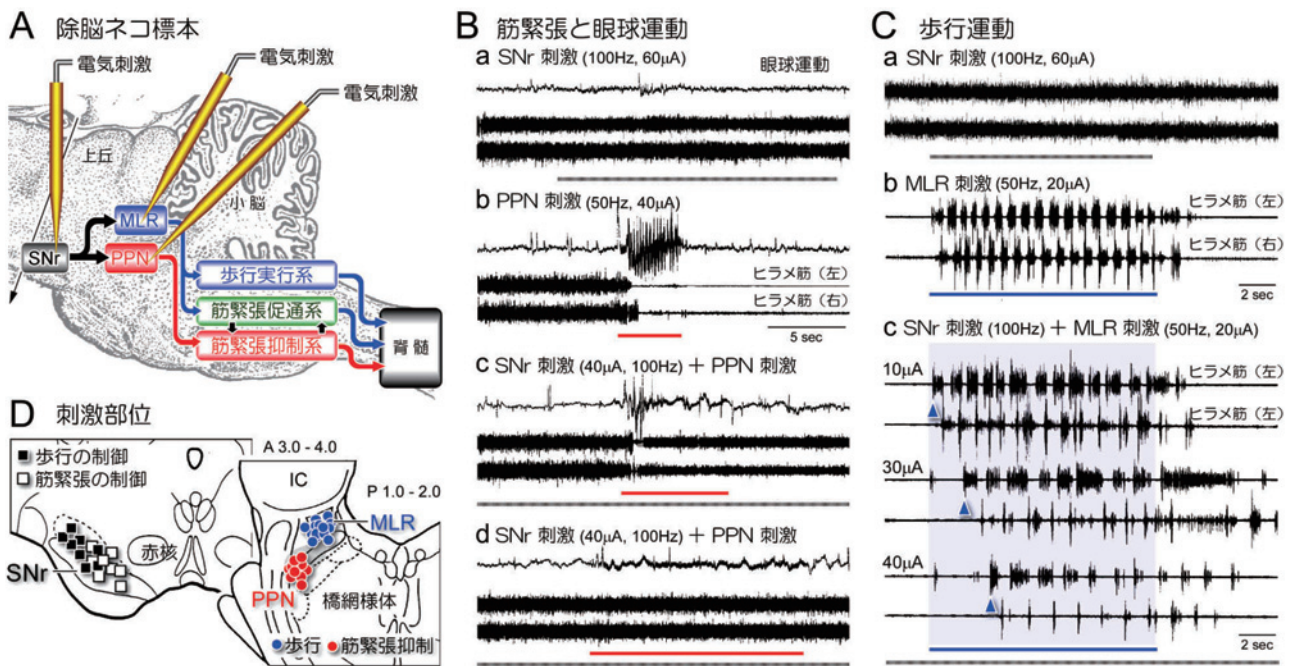 A 除脳ネコ標本
電気刺激
電気刺激
電気刺激
上丘
小脳
MLR
SNr
PPN
歩行実行系
筋緊張促通系
筋緊張抑制系
脊髄
B 筋緊張と眼球運動
a SNr 刺激 (100Hz, 60μA)
眼球運動
b PPN 刺激 (50Hz, 40μA)
ヒラメ筋（左）
ヒラメ筋（右）
5 sec
c SNr 刺激 (40μA, 100Hz) + PPN 刺激
d SNr 刺激 (40μA, 100Hz) + PPN 刺激
C 歩行運動
a SNr 刺激 (100Hz, 60μA)
b MLR 刺激 (50Hz, 20μA)
ヒラメ筋（左）
ヒラメ筋（右）
2 sec
c SNr 刺激 (100Hz) + MLR 刺激 (50Hz, 20μA)
10μA
ヒラメ筋（左）
ヒラメ筋（左）
30μA
40μA
2 sec
D 刺激部位
歩行の制御
筋緊張の制御
A 3.0 - 4.0
IC
P 1.0 - 2.0
MLR
赤核
SNr
PPN
橋網様体
歩行 筋緊張抑制